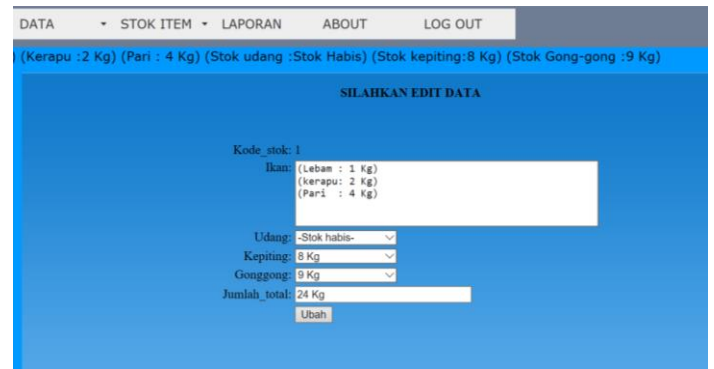 DATA STOK ITEM LAPORAN ABOUT LOG OUT
) (Kerapu :2 Kg) (Pari : 4 Kg) (Stok udang :Stok Habis) (Stok kepiting:8 Kg) (Stok Gong-gong :9 Kg)
SILAHKAN EDIT DATA
Kode_stok: 1
Ikan: (Lebam : 1 Kg)
(kerapu: 2 Kg)
(Pari : 4 Kg)
Udang: -Stok habis-
Kepiting: 8 Kg
Gonggong: 9 Kg
Jumlah_total: 24 Kg
Ubah